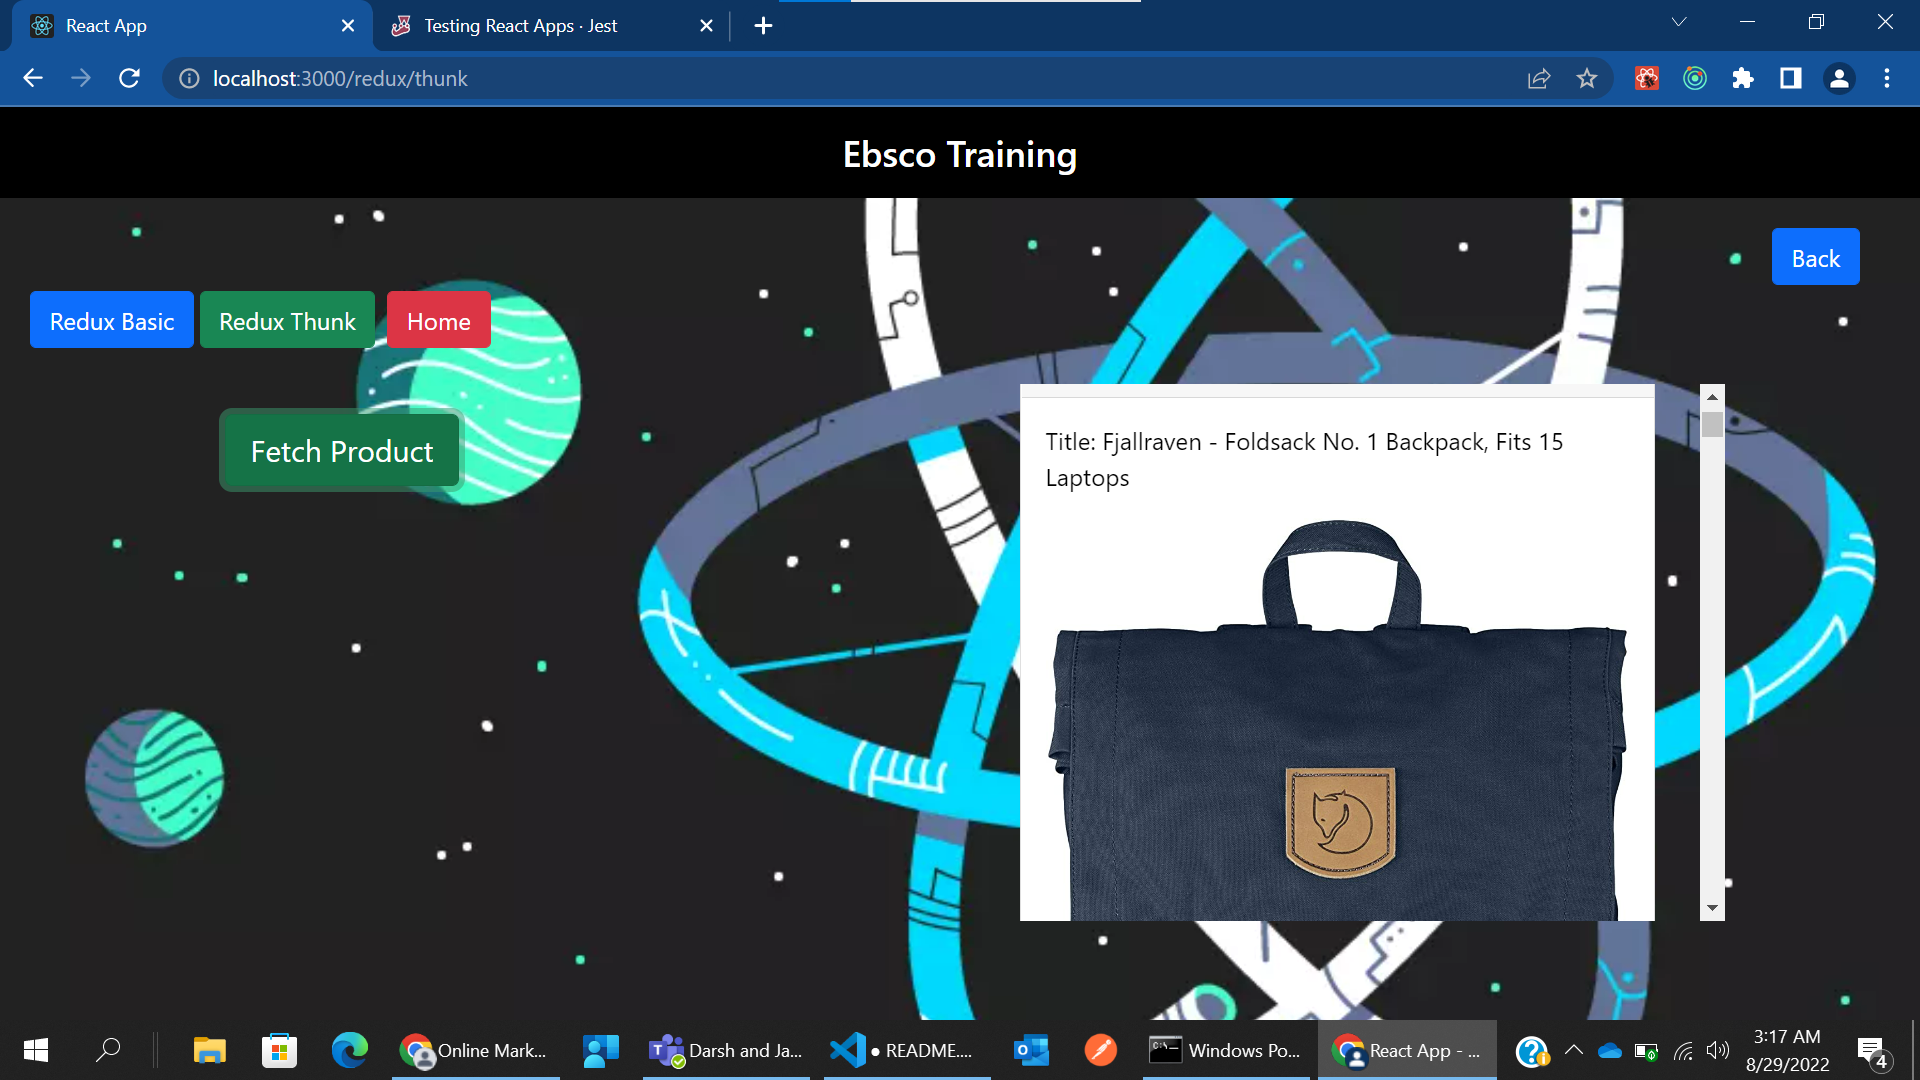 React App
Testing React Apps · Jest
localhost:3000/redux/thunk
Ebsco Training
Back
Redux Basic
Redux Thunk
Home
Fetch Product
Title: Fjallraven - Foldsack No. 1 Backpack, Fits 15
Laptops
Online Mark...
Darsh and Ja...
● README....
Windows Po...
React App - ...
3:17 AM
8/29/2022
4